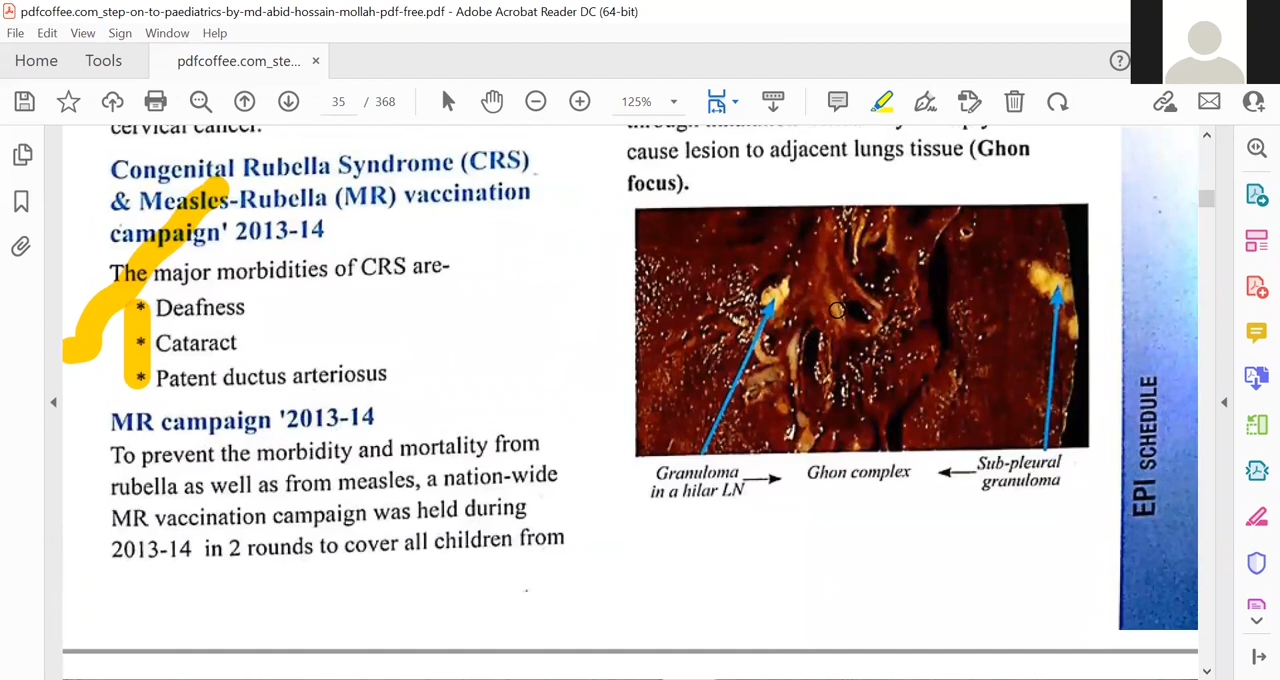 pdfcoffee.com_step-on-to-paediatrics-by-md-abid-hossain-mollah-pdf-free.pdf - Adobe Acrobat Reader DC (64-bit)
File Edit View Sign Window Help
Home Tools pdfcoffee.com_ste... ×
35 / 368 125%
cervical cancer.
Congenital Rubella Syndrome (CRS)
& Measles-Rubella (MR) vaccination
campaign' 2013-14
The major morbidities of CRS are-
* Deafness
* Cataract
* Patent ductus arteriosus
MR campaign '2013-14
To prevent the morbidity and mortality from
rubella as well as from measles, a nation-wide
MR vaccination campaign was held during
2013-14 in 2 rounds to cover all children from
cause lesion to adjacent lungs tissue (Ghon
focus).
Granuloma
in a hilar LN
Ghon complex
Sub-pleural
granuloma
EPI SCHEDULE